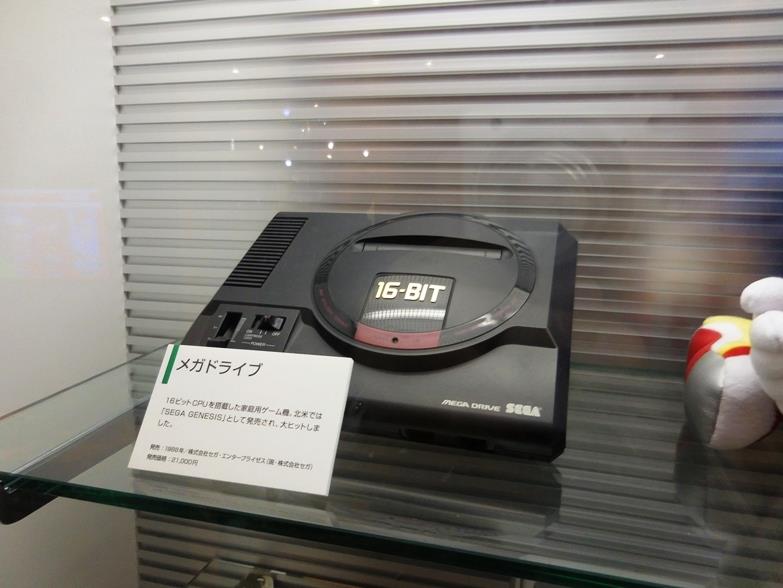 16-BIT
ON
OFF
POWER
MEGA DRIVE SEGA
メガドライブ
16ビットCPUを搭載した家庭用ゲーム機。北米では
「SEGA GENESIS」として発売され、大ヒットしま
した。
発売：1988年／株式会社セガ・エンタープライゼス（現・株式会社セガ）
発売価格：21,000円